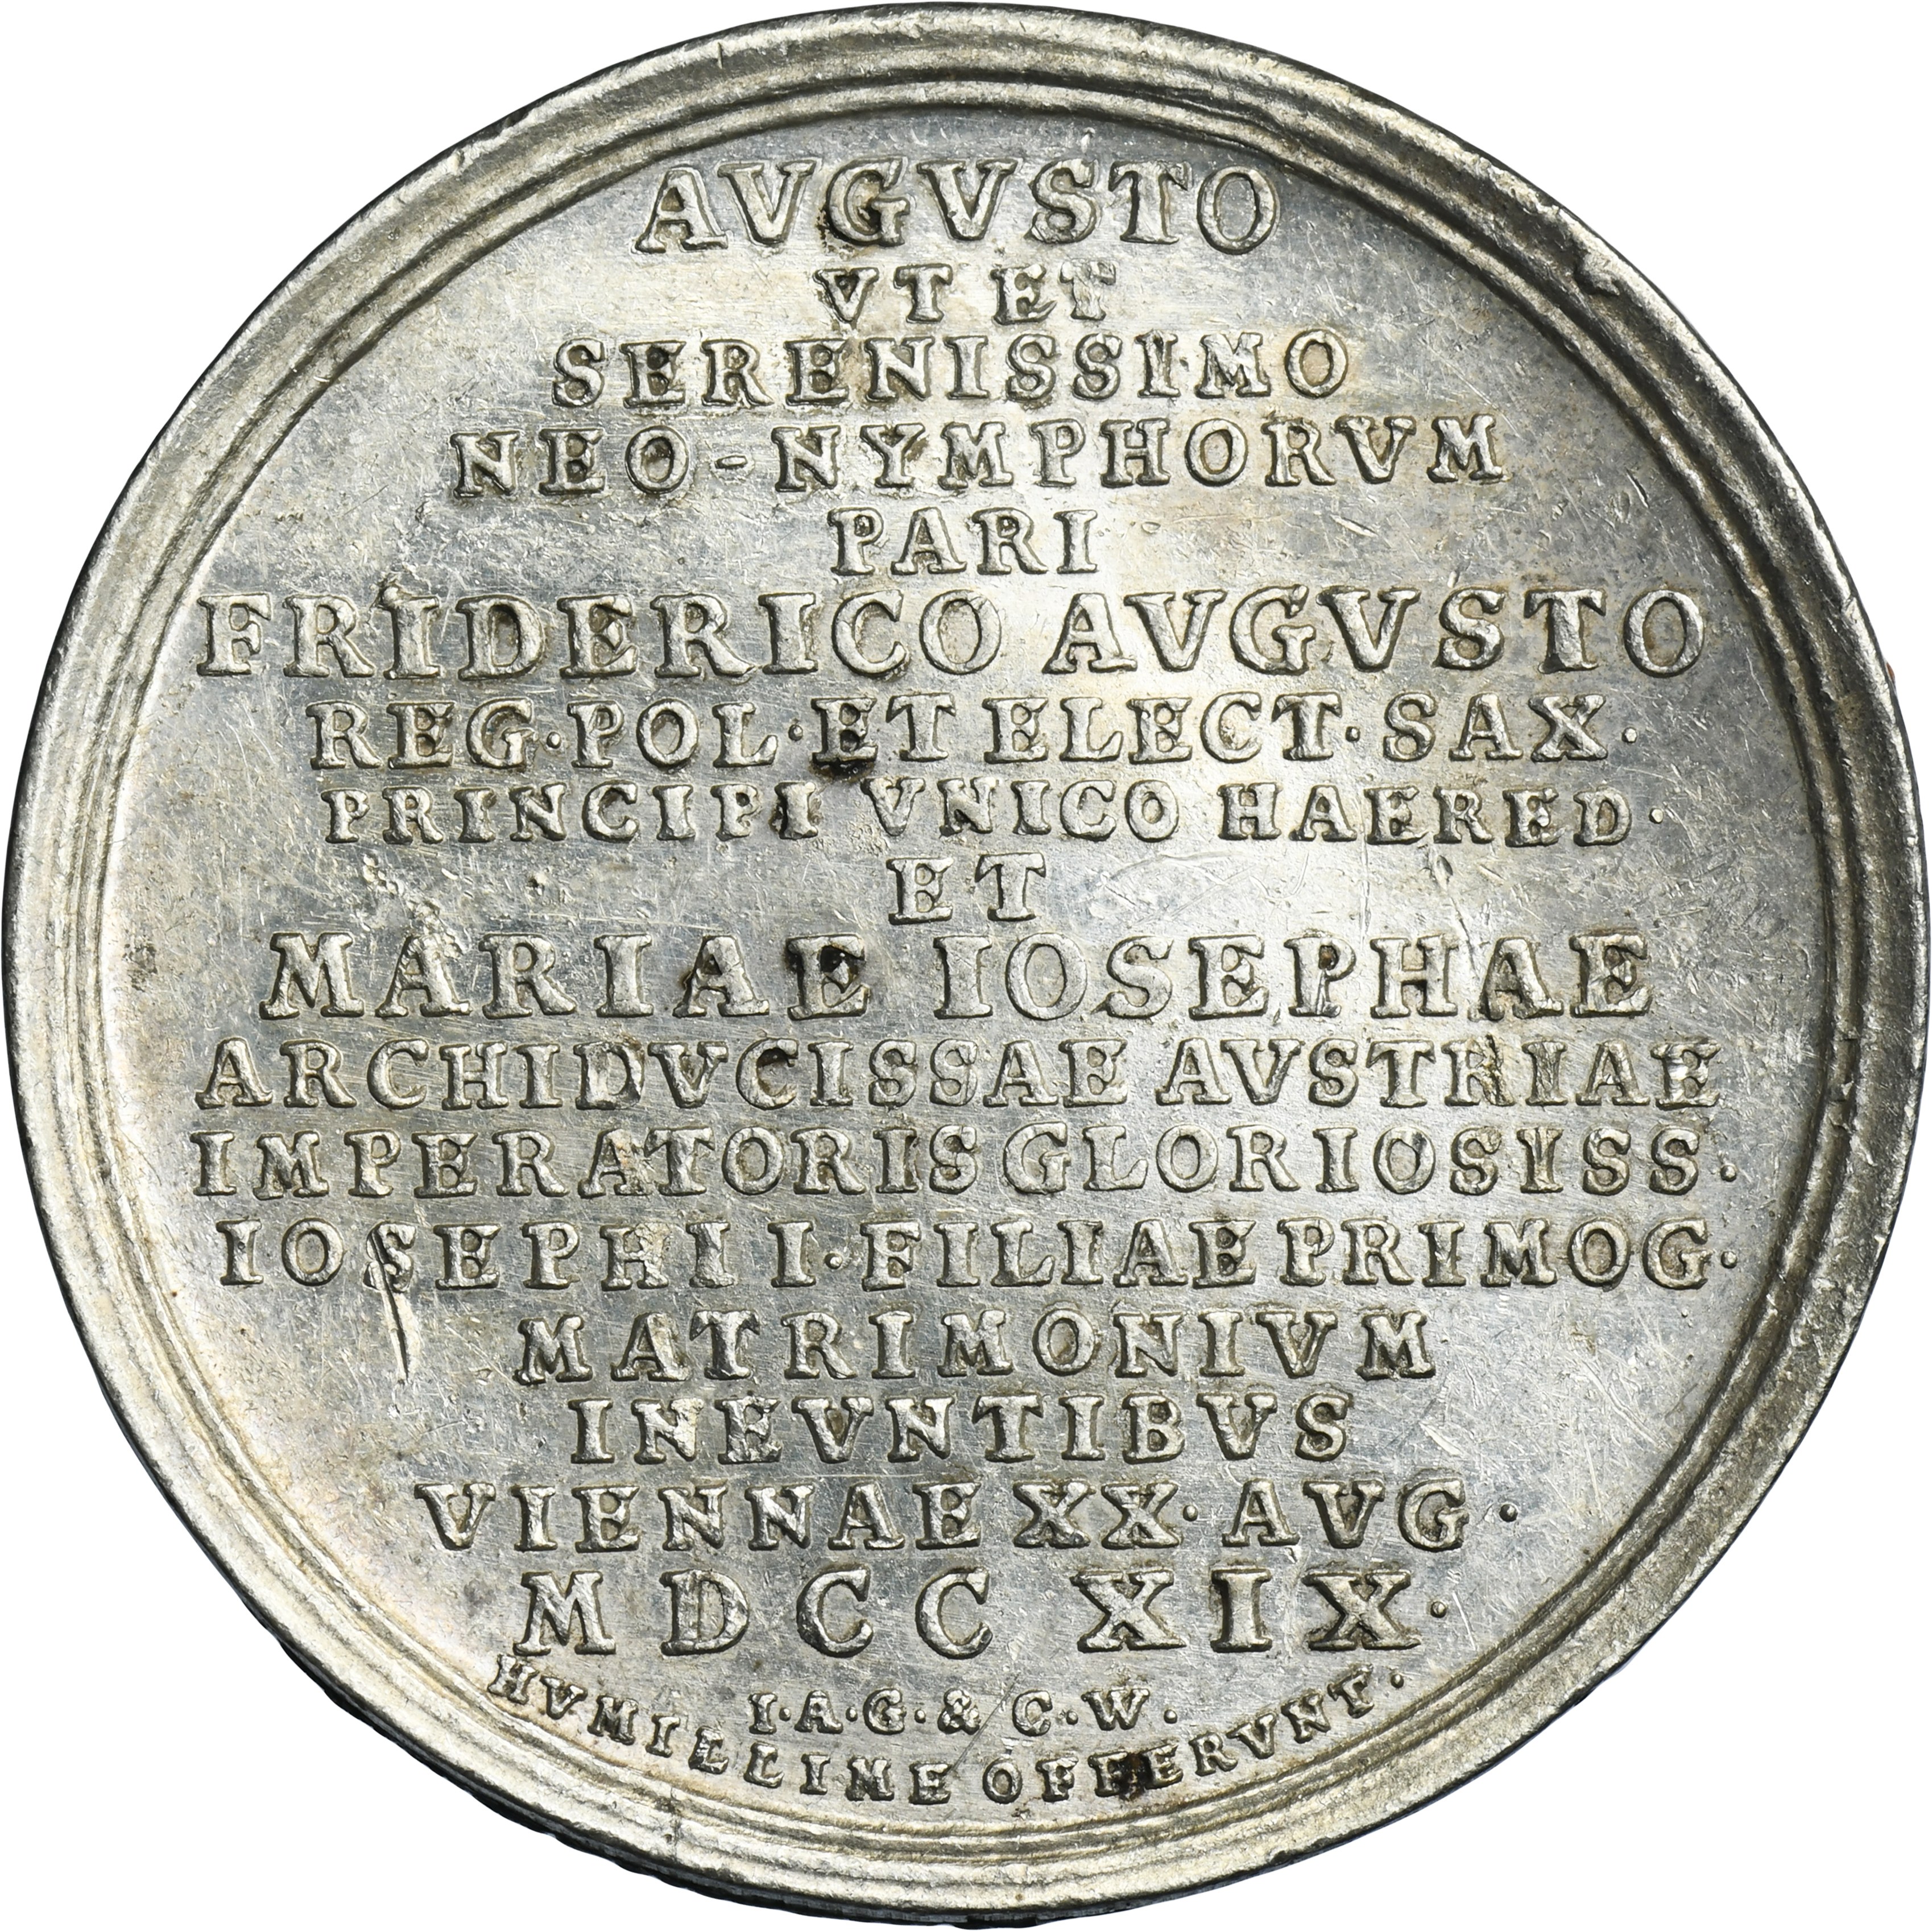 AVGVSTO
VT ET
SERENISSIMO
NEO-NYMPHORVM
PARI
FRIDERICO AVGVSTO
REG·POL·ET ELECT·SAX·
PRINCIPI VNICO HAERED·
ET
MARIAE IOSEPHAE
ARCHIDVCISSAE AVSTRIAE
IMPERATORIS GLORIOSISS·
IOSEPHI I·FILIAE PRIMOG·
MATRIMONIVM
INEVNTIBVS
VIENNAE XX·AVG·
MDCC XIX·
I·A·G·& C·W·
HVMILLIME OFFERVNT·